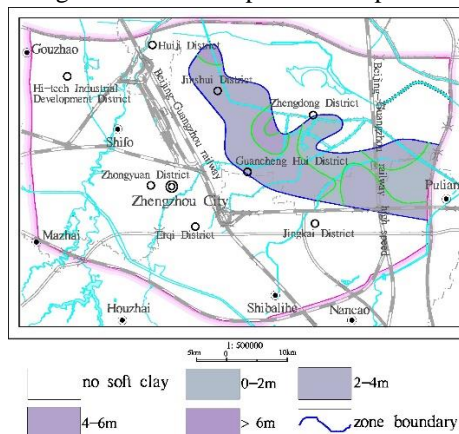 Huiji District
Gouzhao
Hi-tech Industrial
Development District
Jinshui District
Zhengdong District
Beijing-Guangzhou railway
Beijing-Guangzhou railway high speed
Shifo
Guancheng Hui District
Zhongyuan District
Zhengzhou City
Pulian
Erqi District
Jingkai District
Mazhai
Shibalihe
Houzhai
Nancao
1: 500000
5km 0 10km
no soft clay
0-2m
2-4m
4-6m
> 6m
zone boundary